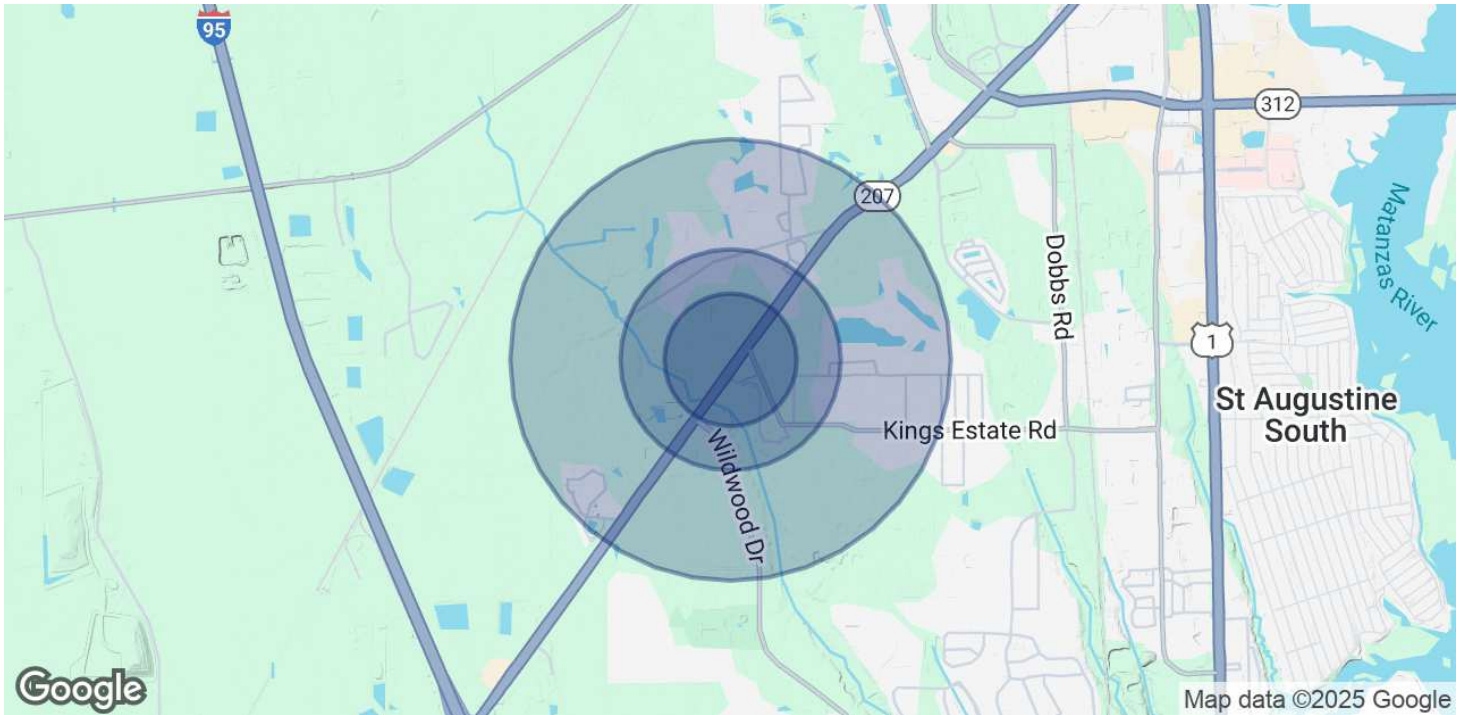 95
312
207
Dobbs Rd
Matanzas River
1
St Augustine
South
Kings Estate Rd
Wildwood Dr
Google
Map data ©2025 Google